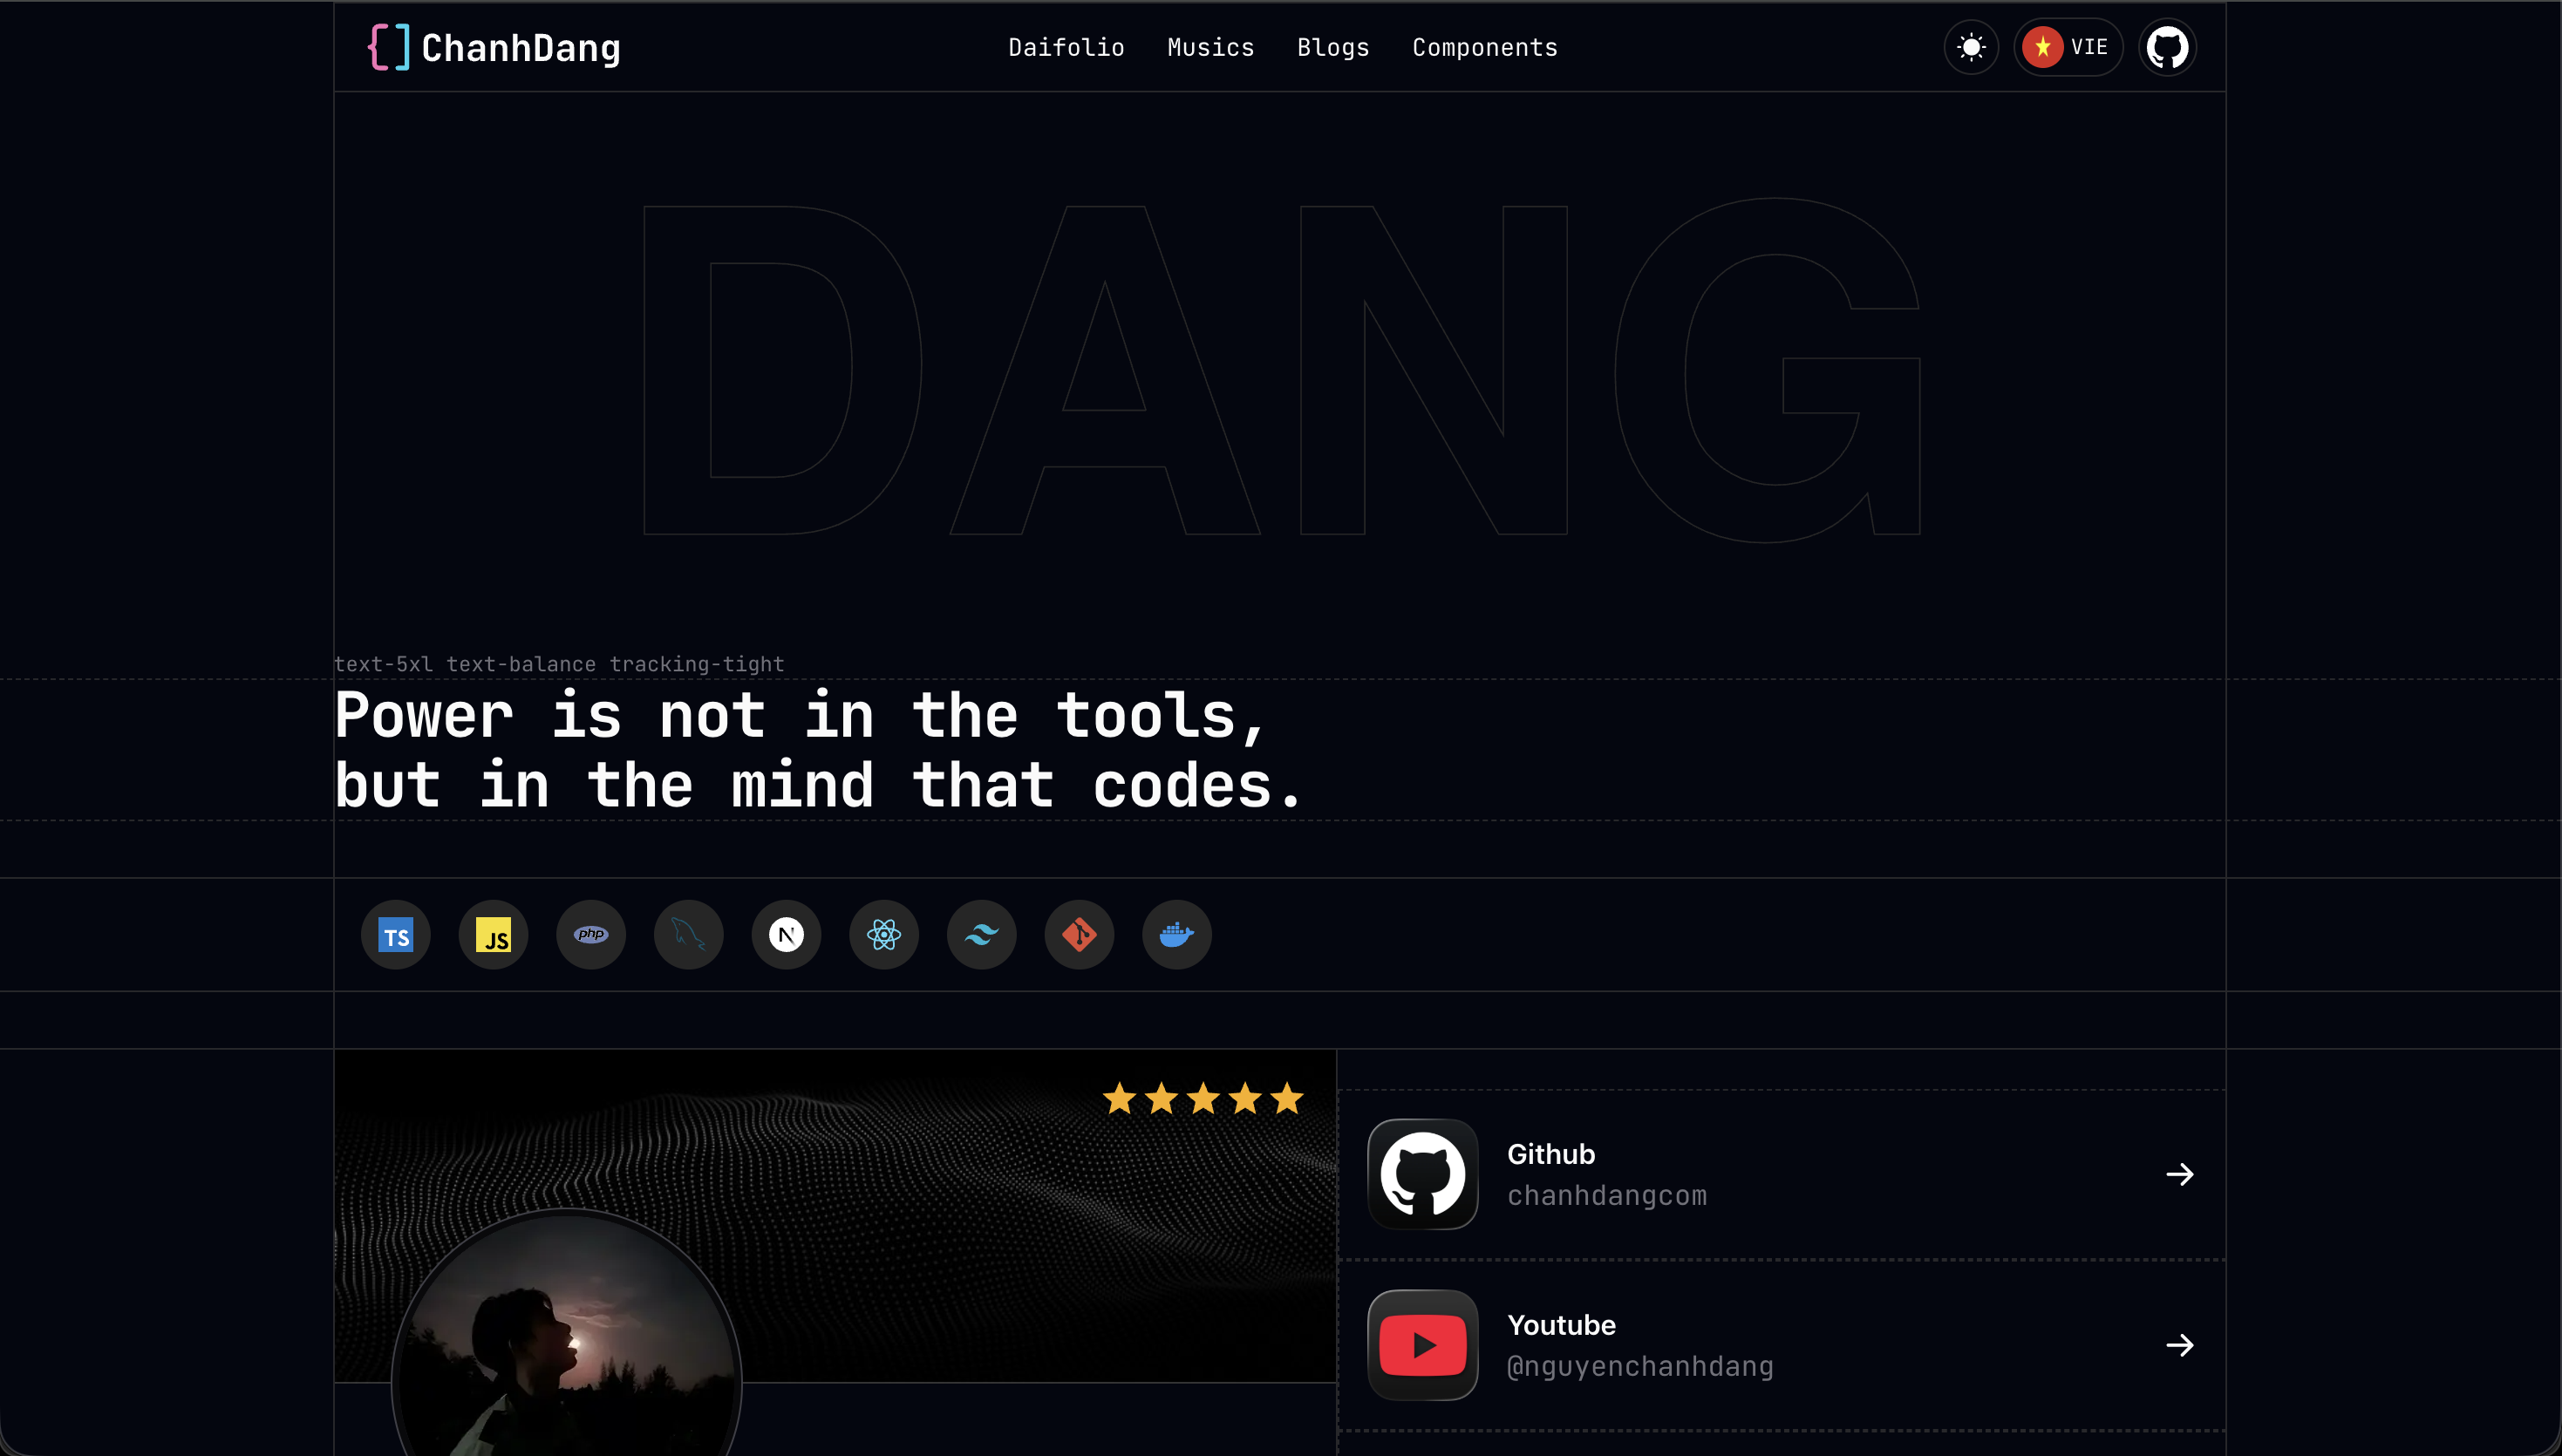 {] ChanhDang
Daifolio Musics Blogs Components
VIE
DANG
text-5xl text-balance tracking-tight
Power is not in the tools,
but in the mind that codes.
TS JS php N
Github
chanhdangcom
Youtube
@nguyenchanhdang